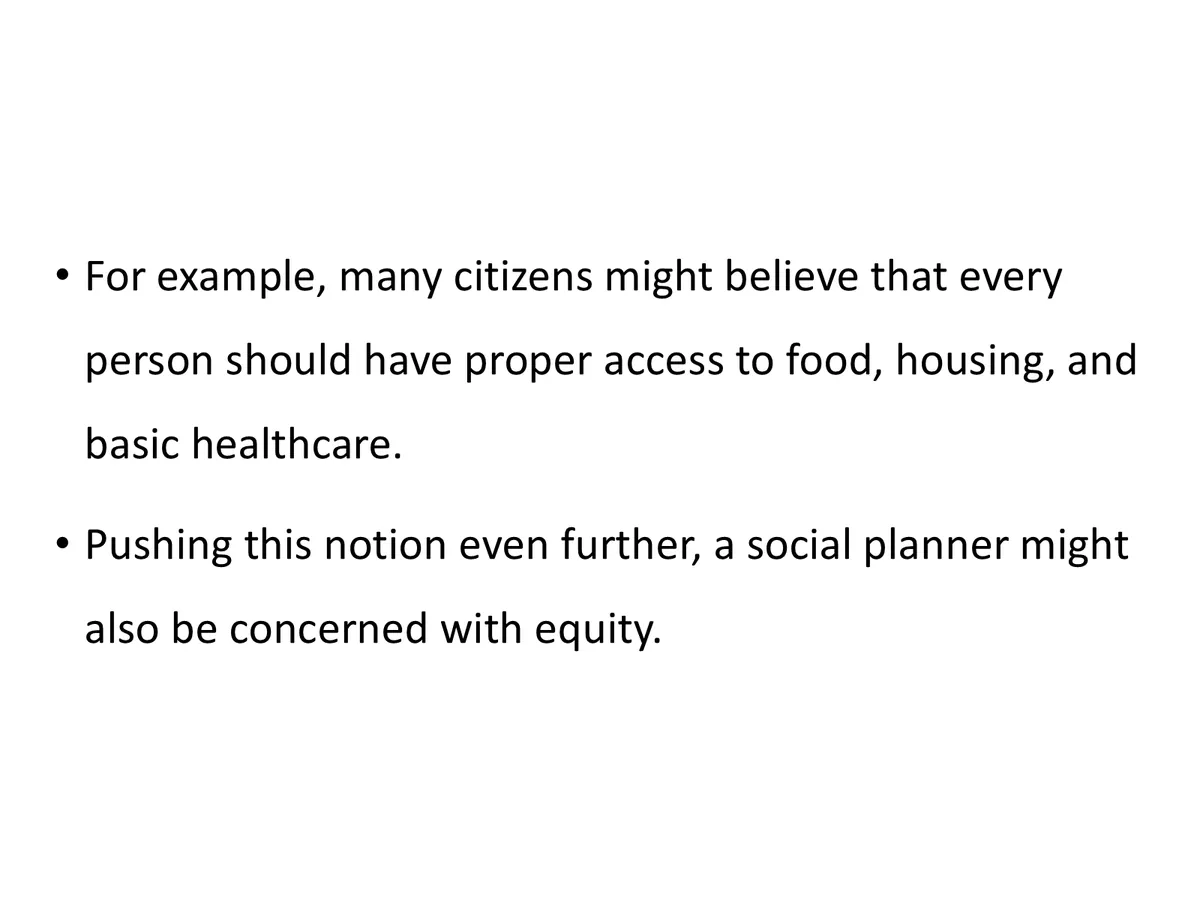 • For example, many citizens might believe that every
person should have proper access to food, housing, and
basic healthcare.
• Pushing this notion even further, a social planner might
also be concerned with equity.